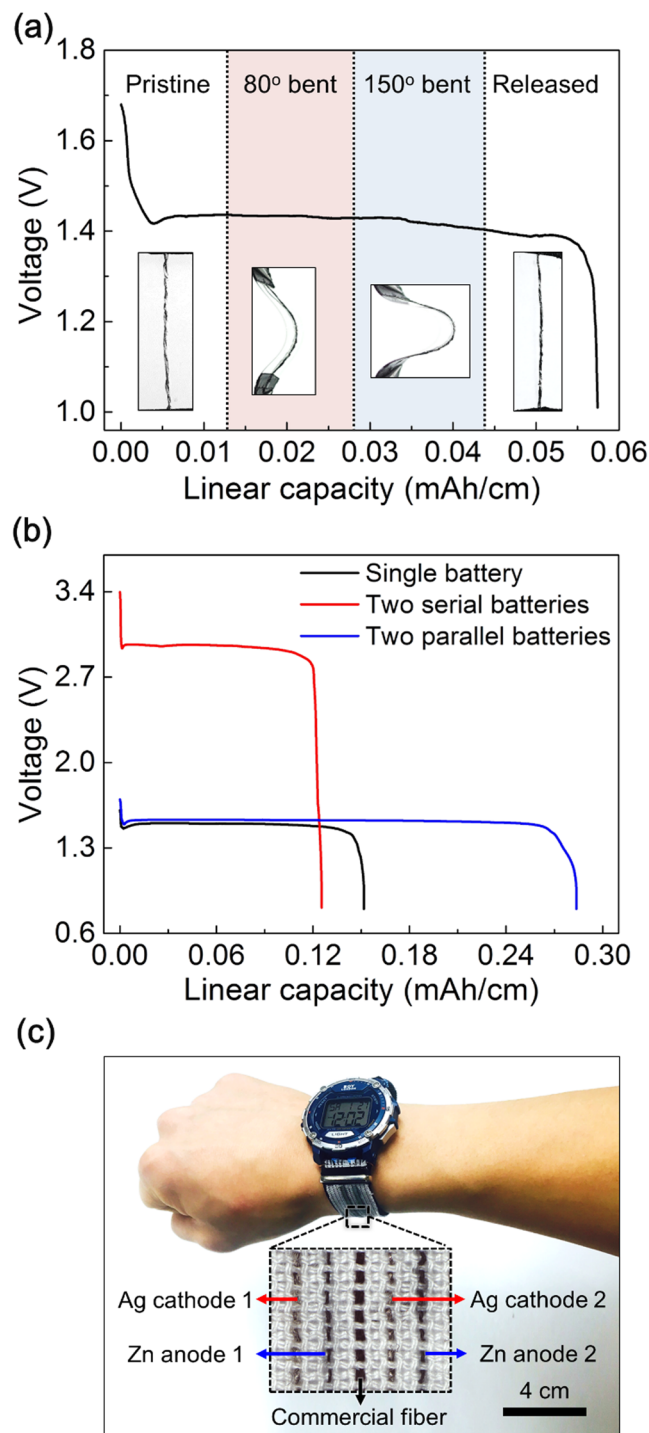 (a)
1.8
1.6
1.4
1.2
1.0
Voltage (V)
Pristine
80° bent
150° bent
Released
0.00 0.01 0.02 0.03 0.04 0.05 0.06
Linear capacity (mAh/cm)
(b)
3.4
2.7
2.0
1.3
0.6
Voltage (V)
Single battery
Two serial batteries
Two parallel batteries
0.00 0.06 0.12 0.18 0.24 0.30
Linear capacity (mAh/cm)
(c)
12:02
LIGHT
Ag cathode 1
Ag cathode 2
Zn anode 1
Zn anode 2
Commercial fiber
4 cm